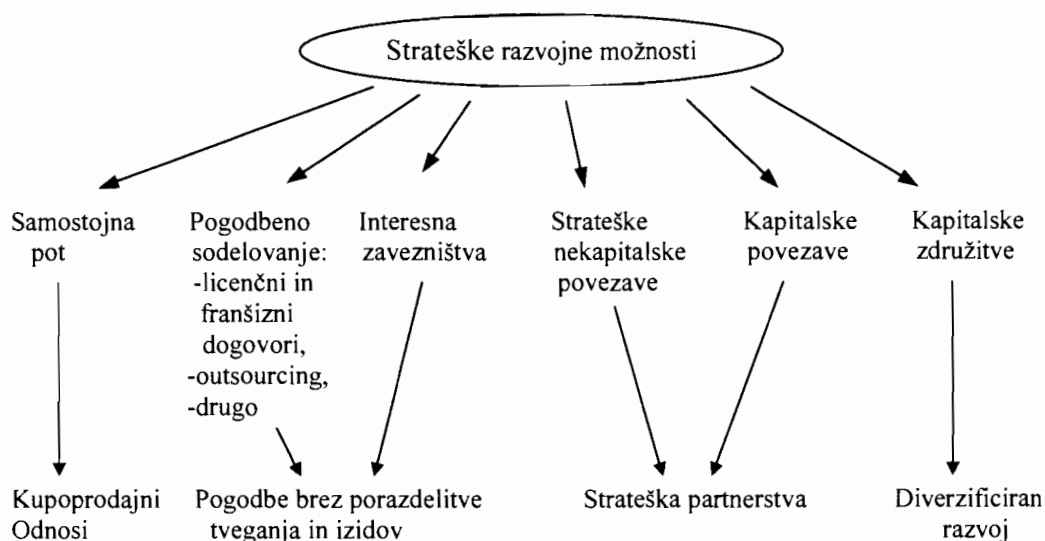 Strateške razvojne možnosti
Samostojna
pot
Pogodbeno
sodelovanje:
-licenčni in
franšizni
dogovori,
-outsourcing,
-drugo
Interesna
zavezništva
Strateške
nekapitalske
povezave
Kapitalske
povezave
Kapitalske
združitve
Kupoprodajni
Odnosi
Pogodbe brez porazdelitve
tveganja in izidov
Strateška partnerstva
Diverzificiran
razvoj